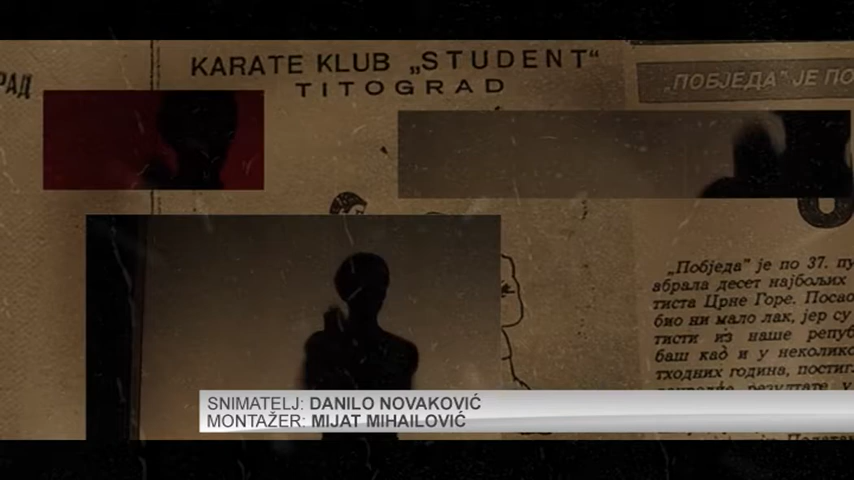 РАД
KARATE KLUB „STUDENT“
TITOGRAD
„ПОБЈЕДА” ЈЕ ПО
„Побједа” је по 37. пу
абрала десет најбољих
тиста Црне Горе. Посао
био ни мало лак, јер су
тисти из наше репуб
баш као и у неколико
тходних година, постиг
резултате у
SNIMATELJ: DANILO NOVAKOVIĆ
MONTAŽER: MIJAT MIHAILOVIĆ